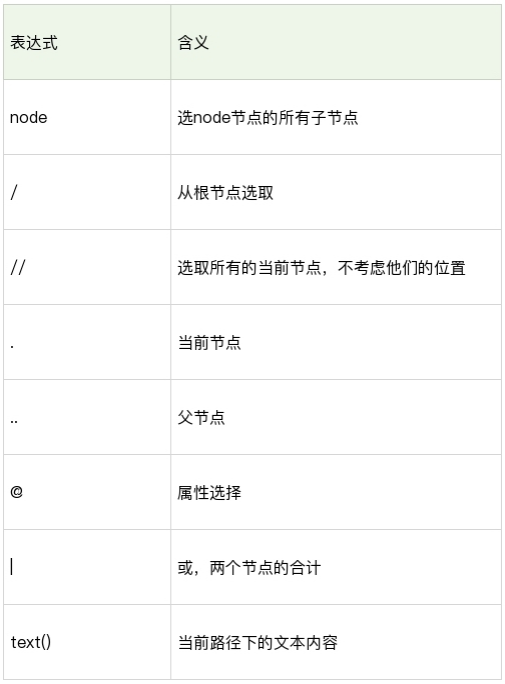 表达式 含义
node 选node节点的所有子节点
/ 从根节点选取
// 选取所有的当前节点，不考虑他们的位置
. 当前节点
.. 父节点
@ 属性选择
| 或，两个节点的合计
text() 当前路径下的文本内容